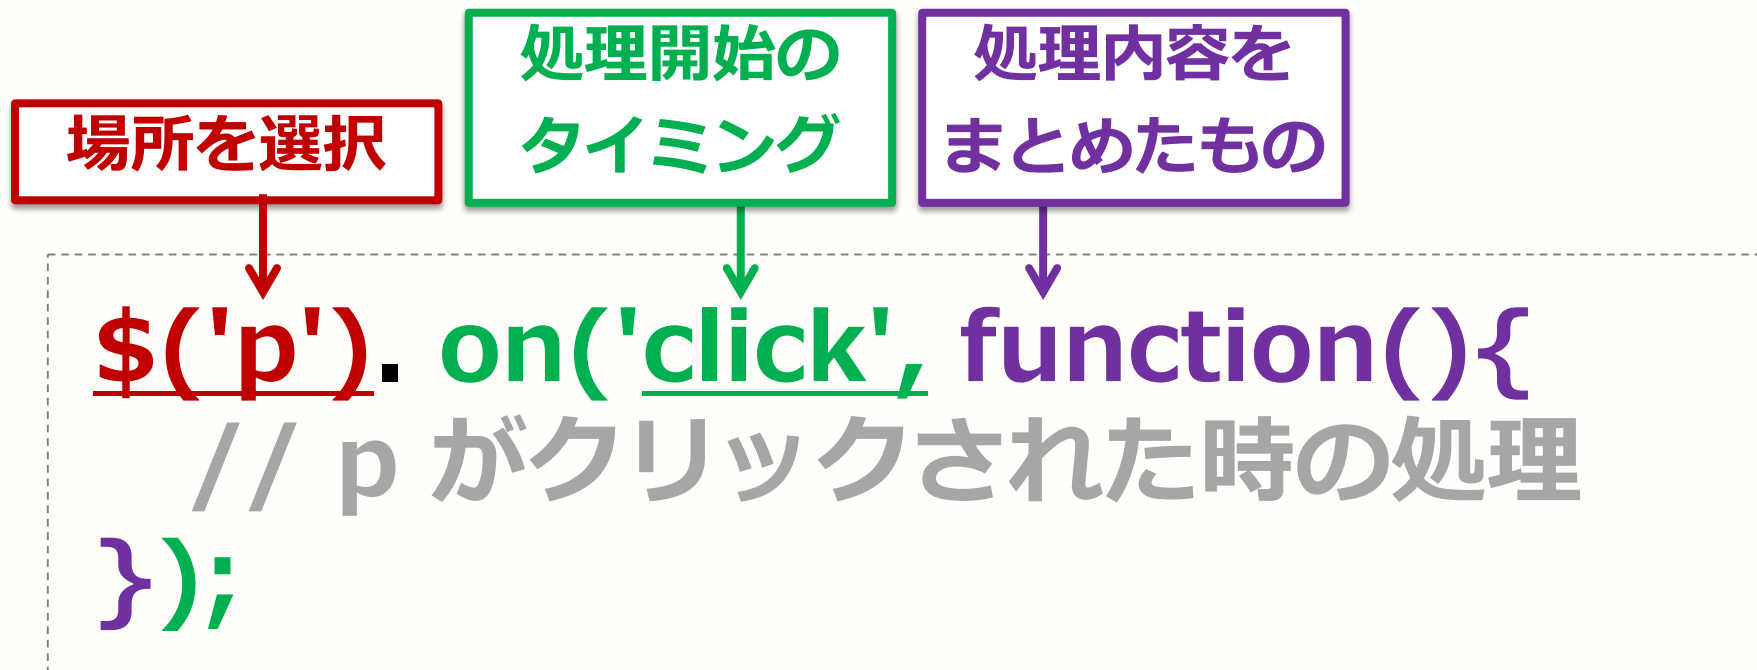 場所を選択
処理開始の
タイミング
処理内容を
まとめたもの
$('p'). on('click', function(){
// p がクリックされた時の処理
});